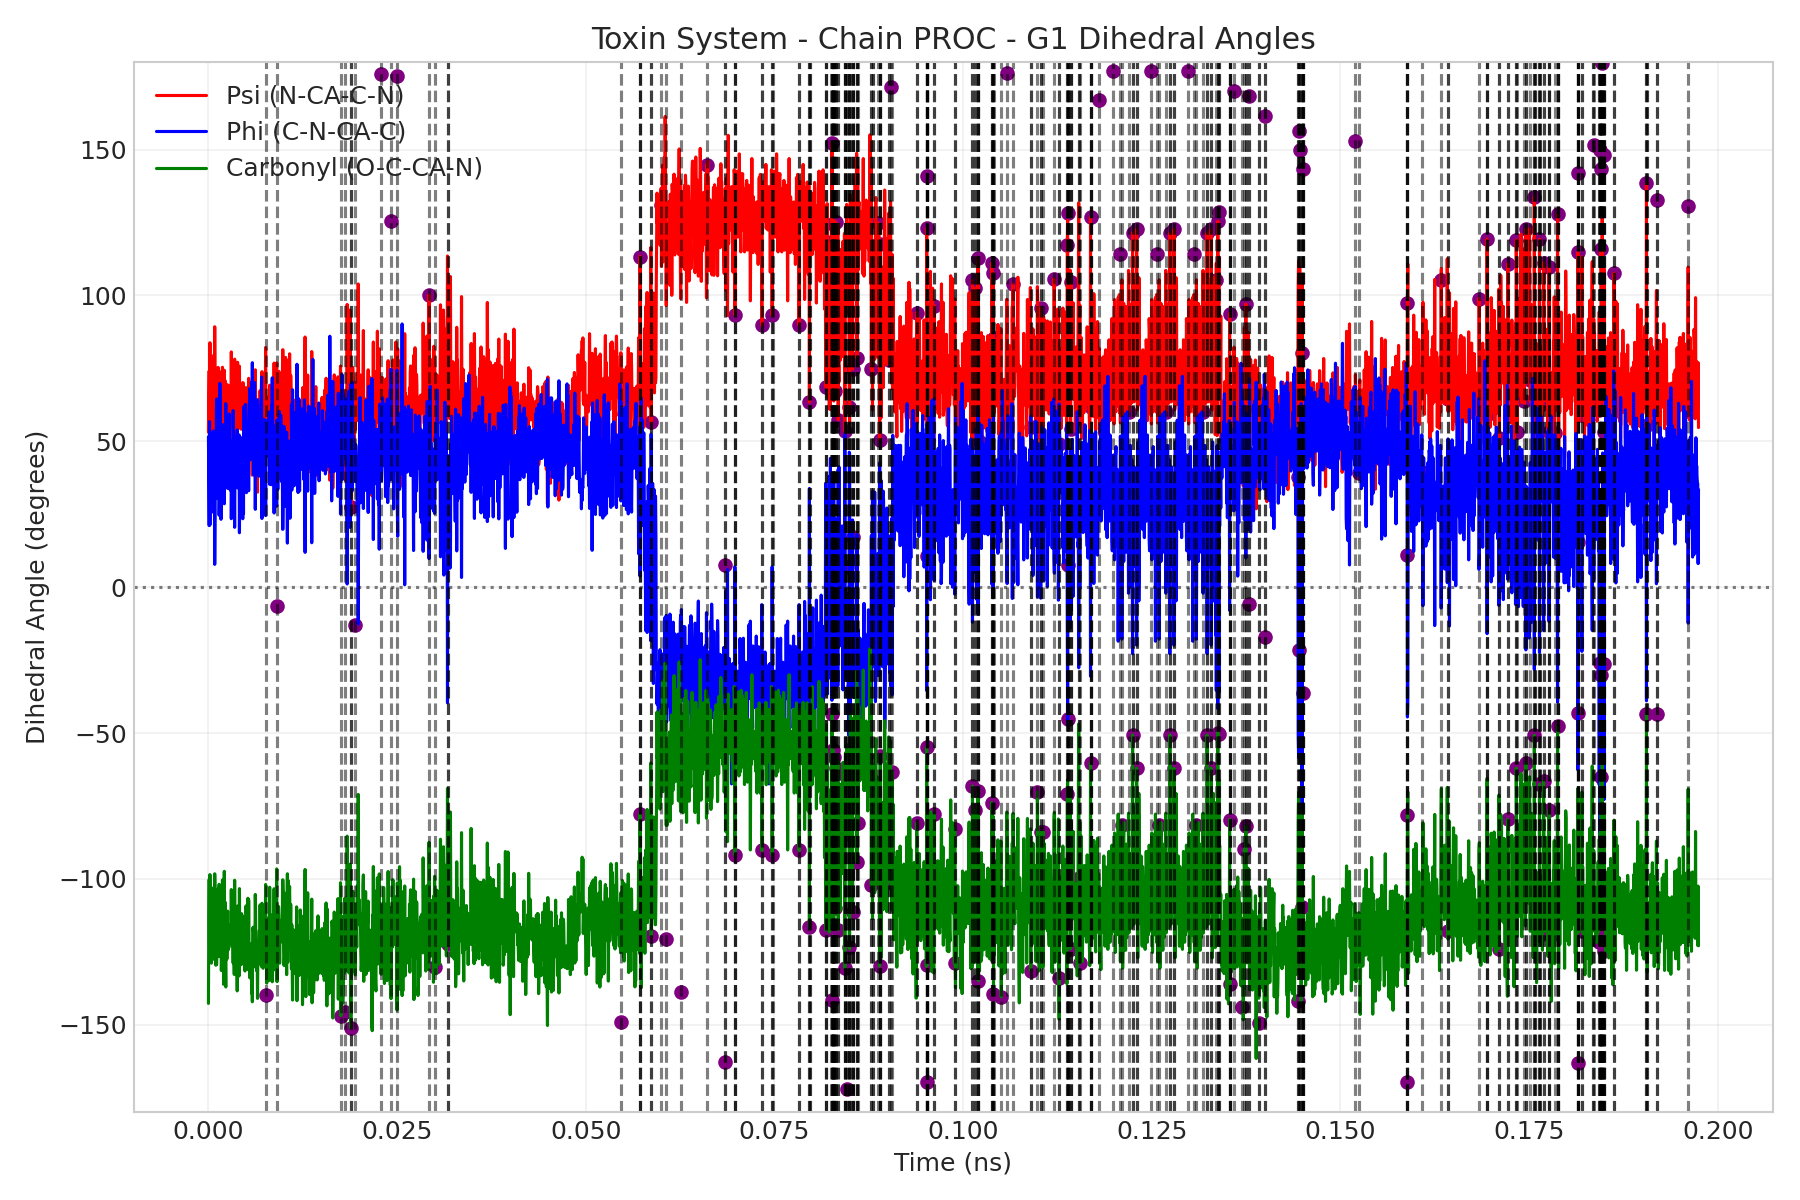 Toxin System - Chain PROC - G1 Dihedral Angles
Psi (N-CA-C-N)
Phi (C-N-CA-C)
Carbonyl (O-C-CA-N)
Dihedral Angle (degrees)
150
100
50
0
−50
−100
−150
0.000 0.025 0.050 0.075 0.100 0.125 0.150 0.175 0.200
Time (ns)